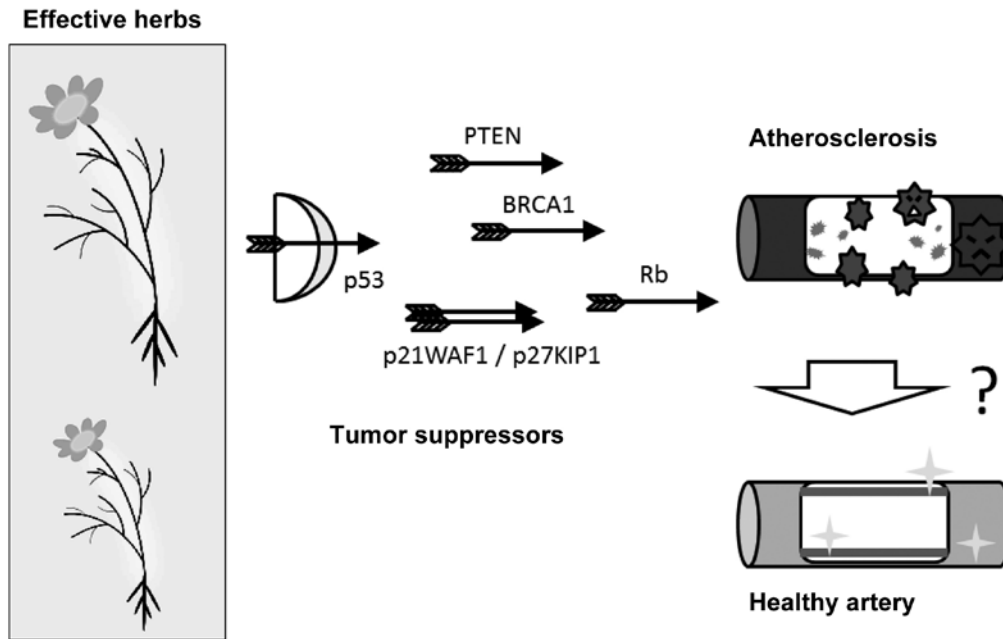 Effective herbs
PTEN
Atherosclerosis
BRCA1
p53
Rb
p21WAF1 / p27KIP1
?
Tumor suppressors
Healthy artery